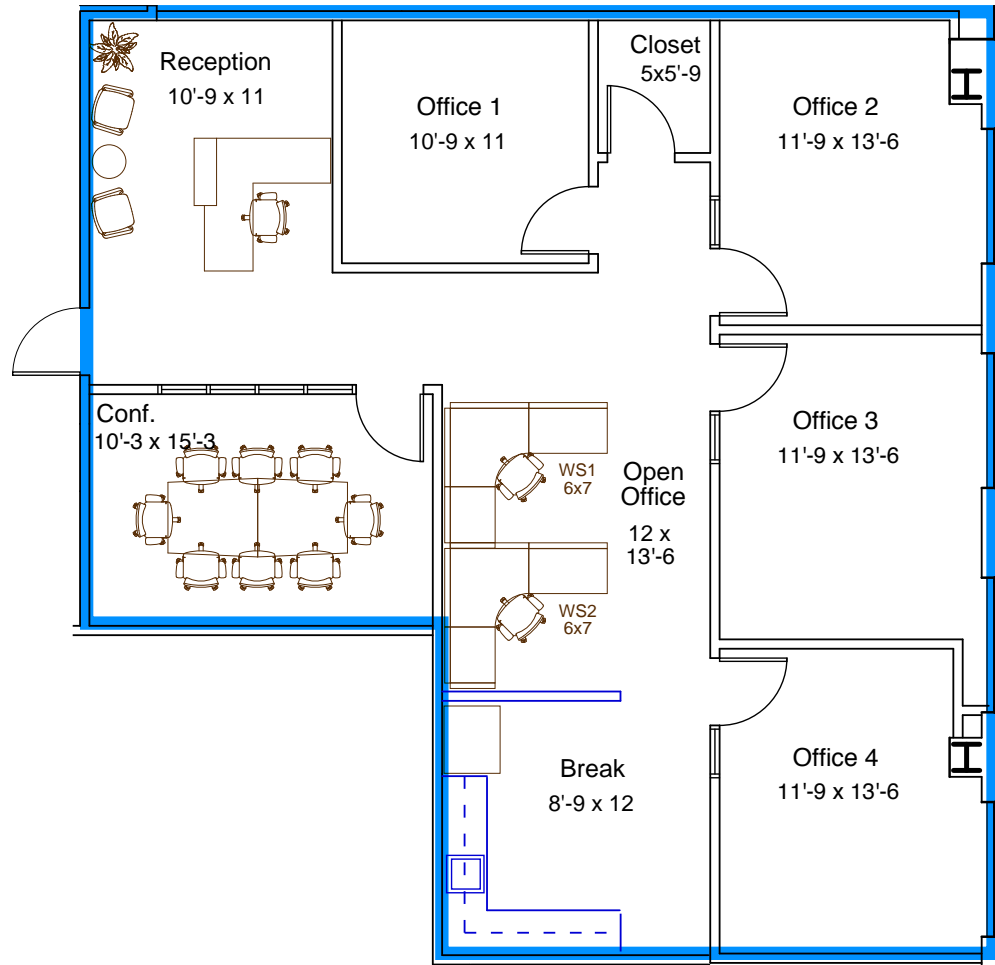 Reception
10'-9 x 11
Office 1
10'-9 x 11
Closet
5x5'-9
Office 2
11'-9 x 13'-6
Conf.
10'-3 x 15'-3
WS1
6x7
Open
Office
12 x
13'-6
Office 3
11'-9 x 13'-6
WS2
6x7
Break
8'-9 x 12
Office 4
11'-9 x 13'-6